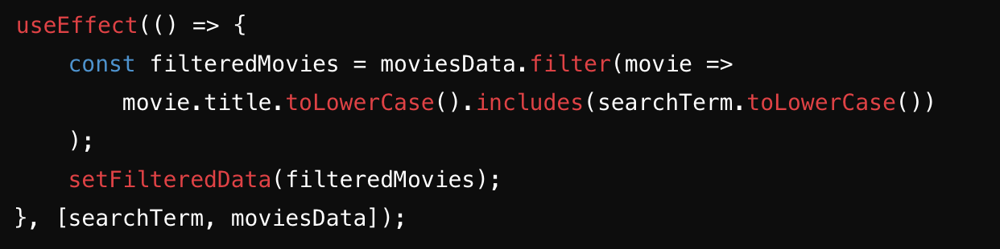 useEffect(() => {
    const filteredMovies = moviesData.filter(movie =>
        movie.title.toLowerCase().includes(searchTerm.toLowerCase())
    );
    setFilteredData(filteredMovies);
}, [searchTerm, moviesData]);